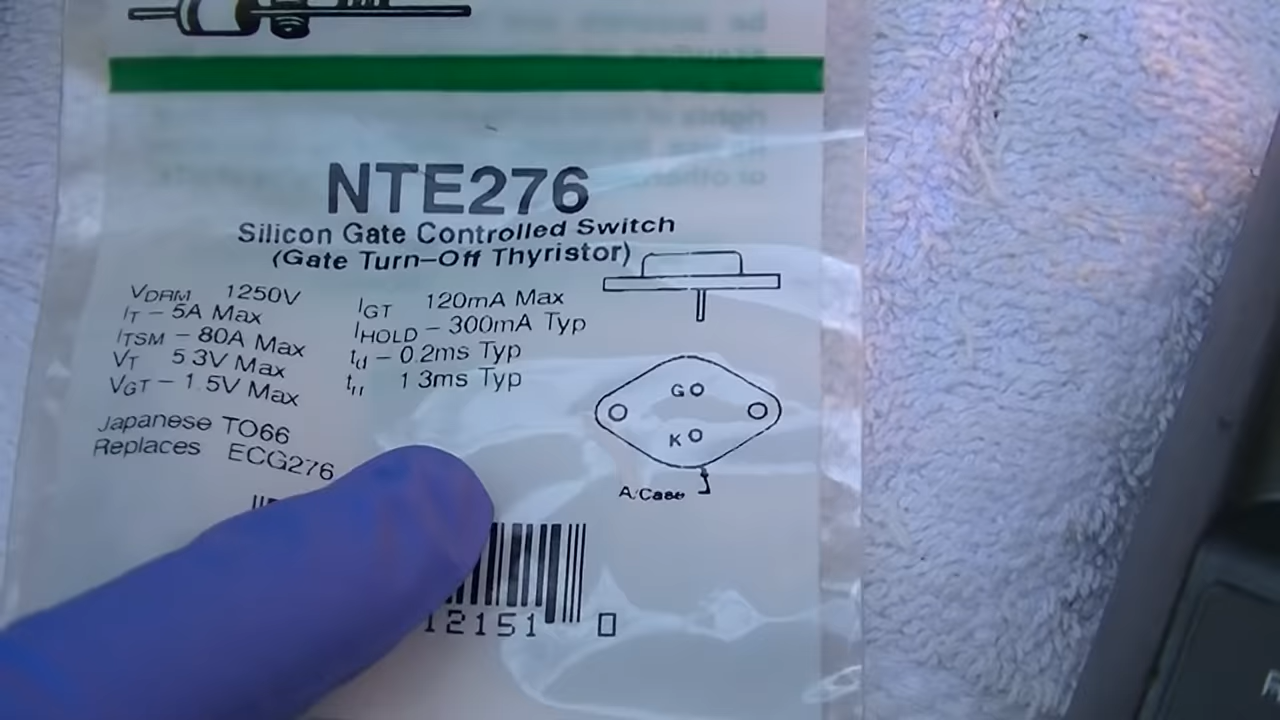 NTE276
Silicon Gate Controlled Switch
(Gate Turn-Off Thyristor)
VDRM 1250V
IT - 5A Max
ITSM - 80A Max
VT 5 3V Max
VGT - 1 5V Max
IGT 120mA Max
IHOLD - 300mA Typ
td - 0.2ms Typ
1 3ms Typ
Japanese TO66
Replaces ECG276
G
K
A/Case
12151 0